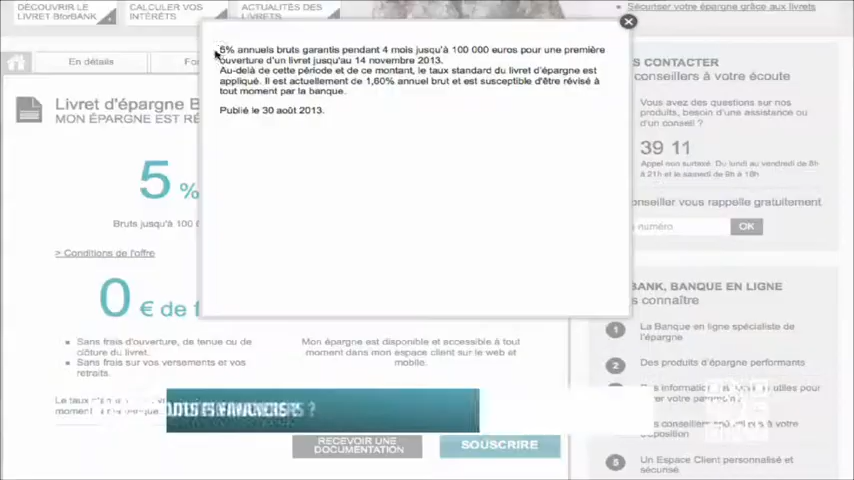 DÉCOUVRIR LE
LIVRET BforBANK
CALCULER VOS
INTÉRÊTS
ACTUALITÉS DES
LIVRETS
Sécuriser votre épargne grâce aux livrets
En détails
5% annuels bruts garantis pendant 4 mois jusqu'à 100 000 euros pour une première
ouverture d'un livret jusqu'au 14 novembre 2013.
Au-delà de cette période et de ce montant, le taux standard du livret d'épargne est
appliqué. Il est actuellement de 1,60% annuel brut et est susceptible d'être révisé à
tout moment par la banque.
Publié le 30 août 2013.
Livret d'épargne B
MON ÉPARGNE EST RÉ
5 %
Bruts jusqu'à 100
> Conditions de l'offre
0 € de f
Sans frais d'ouverture, de tenue ou de
clôture du livret.
Sans frais sur vos versements et vos
retraits.
Mon épargne est disponible et accessible à tout
moment dans mon espace client sur le web et
mobile.
Le taux
RECEVOIR UNE
DOCUMENTATION
SOUSCRIRE
S CONTACTER
conseillers à votre écoute
Vous avez des questions sur nos
produits, besoin d'une assistance ou
d'un conseil ?
39 11
Appel non surtaxé. Du lundi au vendredi de 8h
à 21h et le samedi de 9h à 18h
onseiller vous rappelle gratuitement
numéro
OK
BANK, BANQUE EN LIGNE
s connaître
1 La Banque en ligne spécialiste de
l'épargne
2 Des produits d'épargne performants
utiles pour
à votre
disposition
5 Un Espace Client personnalisé et
sécurisé